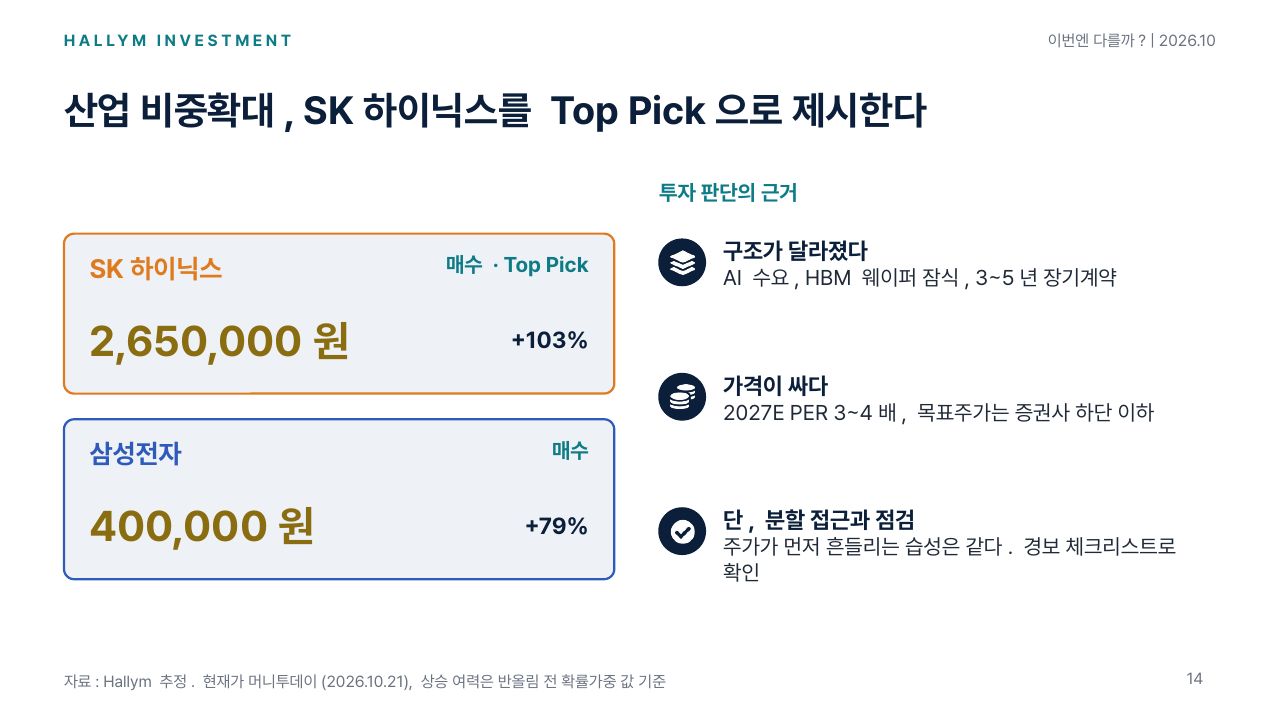 HALLYM INVESTMENT
이번엔 다를까 ? | 2026.10
산업 비중확대 , SK 하이닉스를 Top Pick 으로 제시한다
투자 판단의 근거
SK 하이닉스
매수 · Top Pick
2,650,000 원
+103%
삼성전자
매수
400,000 원
+79%
구조가 달라졌다
AI 수요 , HBM 웨이퍼 잠식 , 3~5 년 장기계약
가격이 싸다
2027E PER 3~4 배 , 목표주가는 증권사 하단 이하
단 , 분할 접근과 점검
주가가 먼저 흔들리는 습성은 같다 . 경보 체크리스트로
확인
자료 : Hallym 추정 . 현재가 머니투데이 (2026.10.21), 상승 여력은 반올림 전 확률가중 값 기준
14